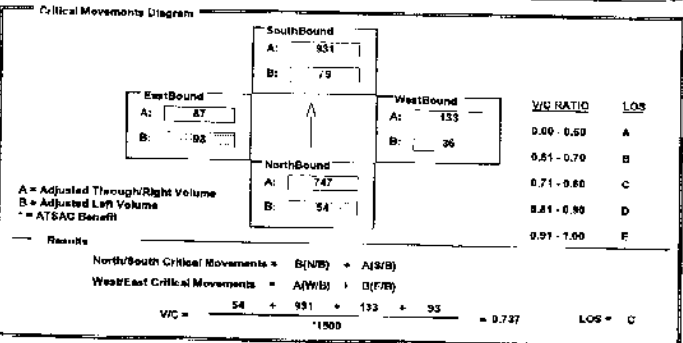 Critical Movements Diagram
SouthBound
A: 931
B: 79
EastBound
A: 87
B: 93
WestBound
A: 133
B: 36
NorthBound
A: 747
B: 54
V/C RATIO LOS
0.00 - 0.60 A
0.61 - 0.70 B
0.71 - 0.80 C
0.81 - 0.90 D
0.91 - 1.00 E
A = Adjusted Through/Right Volume
B = Adjusted Left Volume
* = ATSAC Benefit
Results
North/South Critical Movements = B(N/B) + A(S/B)
West/East Critical Movements = A(W/B) + B(E/B)
V/C = 54 + 931 + 133 + 93 = 0.737 LOS = C
*1500